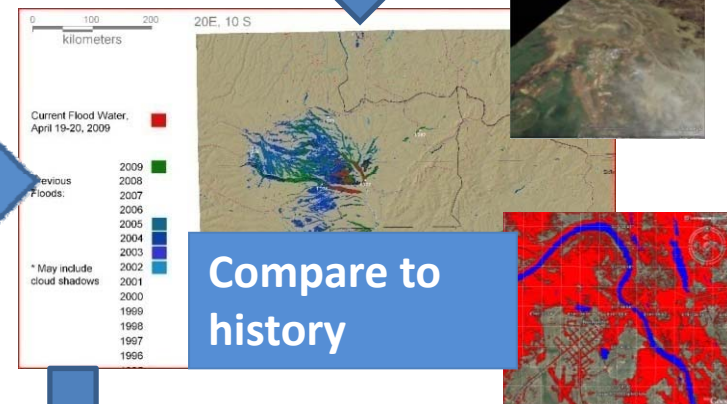 0 100 200
kilometers
20E, 10 S
Current Flood Water,
April 19-20, 2009
2009
2008
Floods:
2007
2006
2005
2004
2003
* May include
2002
cloud shadows
2001
2000
1999
1998
1997
1996
Compare to
history